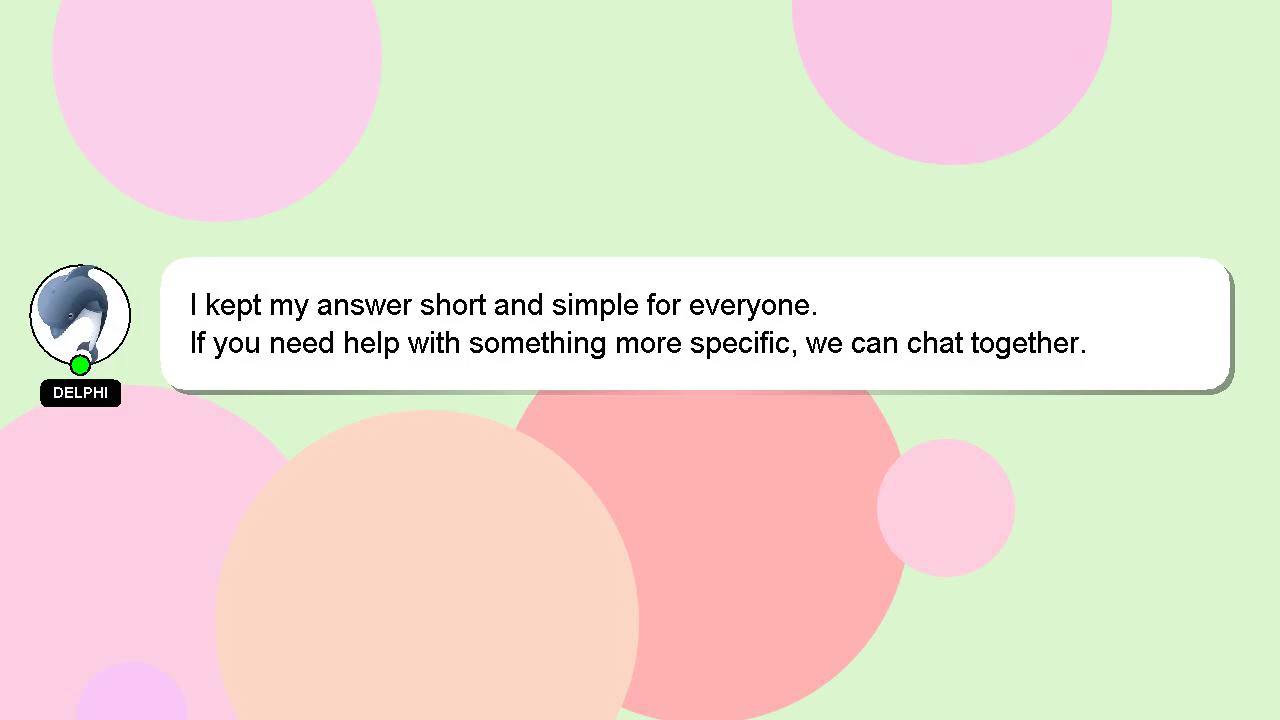 I kept my answer short and simple for everyone.
If you need help with something more specific, we can chat together.
DELPHI